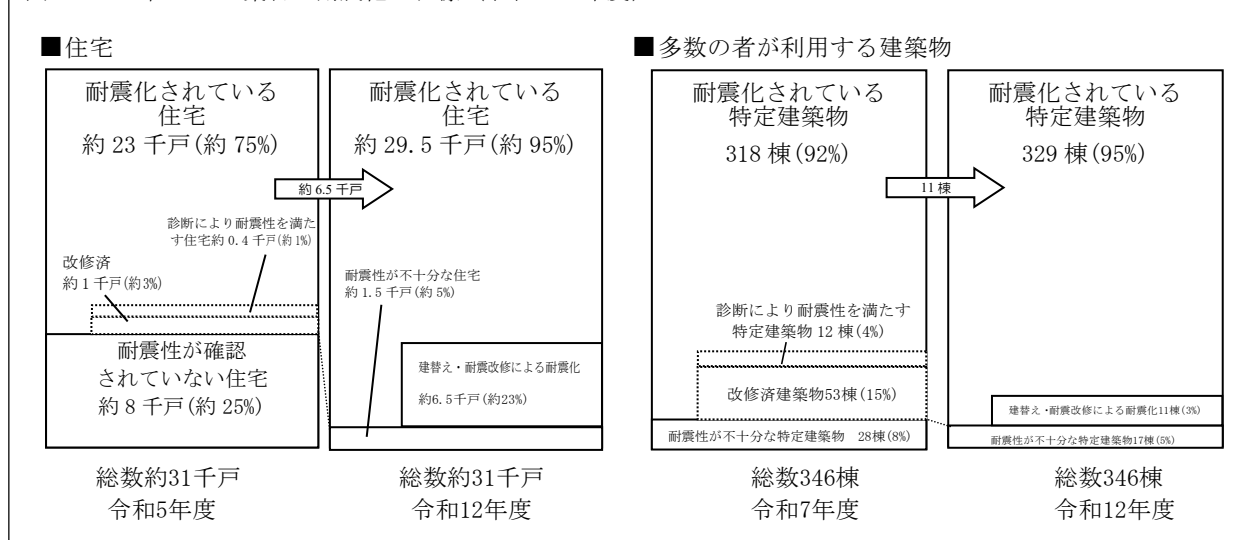 ■住宅
耐震化されている
住宅
約 23 千戸(約 75%)
約 6.5 千戸
診断により耐震性を満た
す住宅約 0.4 千戸(約 1%)
改修済
約 1 千戸(約3%)
耐震性が確認
されていない住宅
約 8 千戸(約 25%)
総数約31千戸
令和5年度
耐震化されている
住宅
約 29.5 千戸(約 95%)
耐震性が不十分な住宅
約 1.5 千戸(約 5%)
建替え・耐震改修による耐震化
約6.5千戸(約23%)
総数約31千戸
令和12年度
■多数の者が利用する建築物
耐震化されている
特定建築物
318 棟(92%)
11 棟
診断により耐震性を満たす
特定建築物 12 棟(4%)
改修済建築物53棟(15%)
耐震性が不十分な特定建築物 28棟(8%)
総数346棟
令和7年度
耐震化されている
特定建築物
329 棟(95%)
建替え・耐震改修による耐震化11棟(3%)
耐震性が不十分な特定建築物17棟(5%)
総数346棟
令和12年度